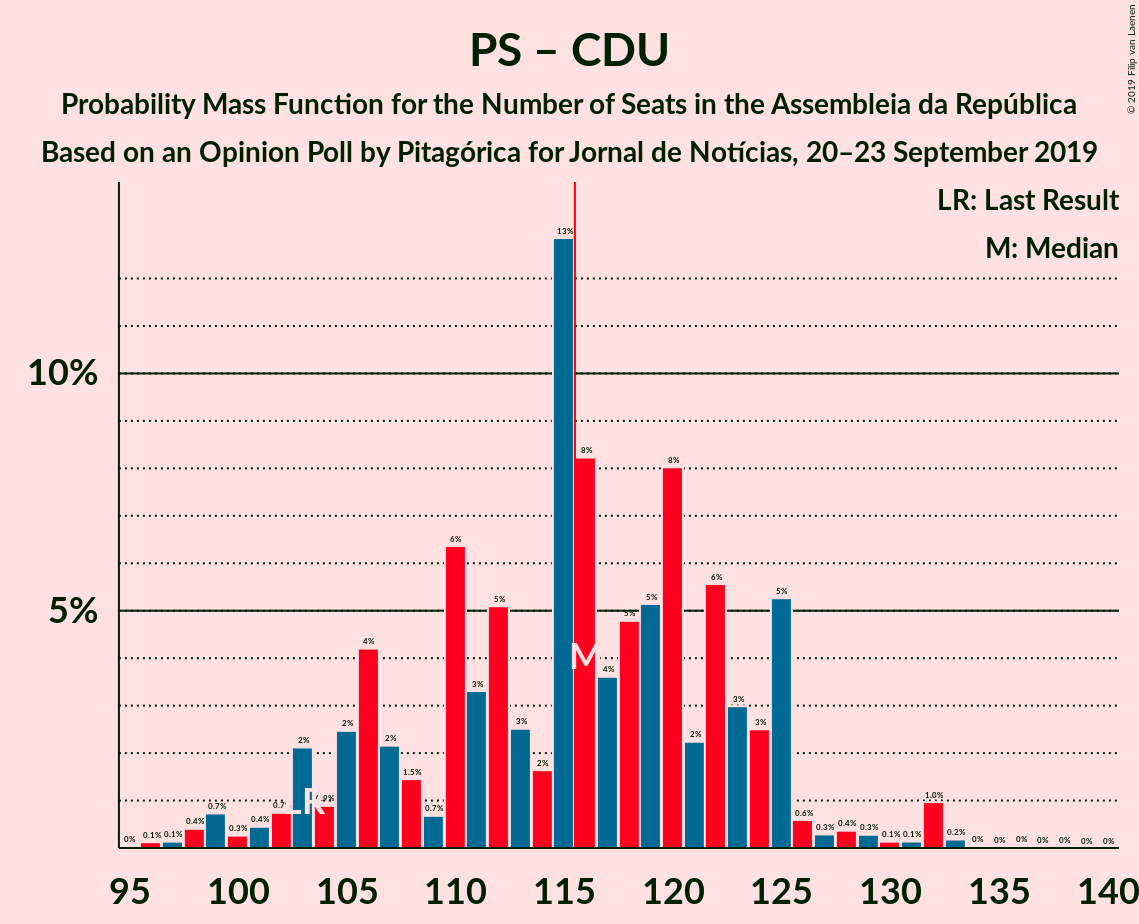 PS – CDU
Probability Mass Function for the Number of Seats in the Assembleia da República
Based on an Opinion Poll by Pitagórica for Jornal de Notícias, 20–23 September 2019
© 2019 Filip van Laenen
LR: Last Result
M: Median
10%
5%
0% 0.1% 0.1% 0.4% 0.7% 0.3% 0.4% 0.7% 2% 0.9% 2% 4% 2% 1.5% 0.7% 6% 3% 5% 3% 2% 13% 8% 4% 5% 5% 8% 2% 6% 3% 3% 5% 0.6% 0.3% 0.4% 0.3% 0.1% 0.1% 1.0% 0.2% 0% 0% 0% 0% 0% 0% 0%
LR
M
95 100 105 110 115 120 125 130 135 140